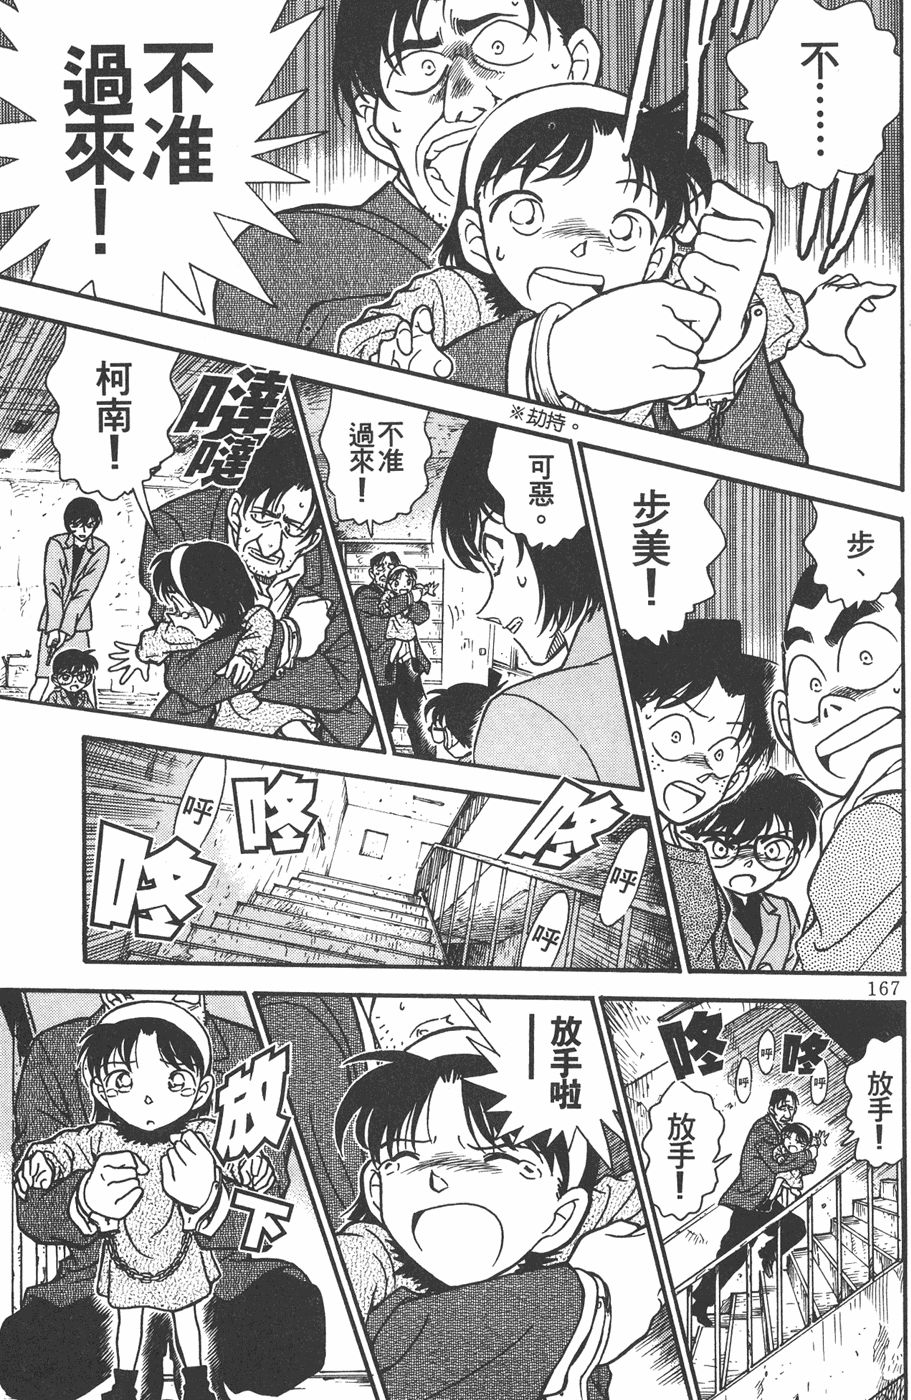 不……
不准
過來！
※劫持。
步、
步美！
可惡。
不准
過來！
噠
噠
柯南！
咚
呼
呼
咚
呼
咚
167
放手！
咚
呼
咚
呼
放手！
放手啦
——
放
下